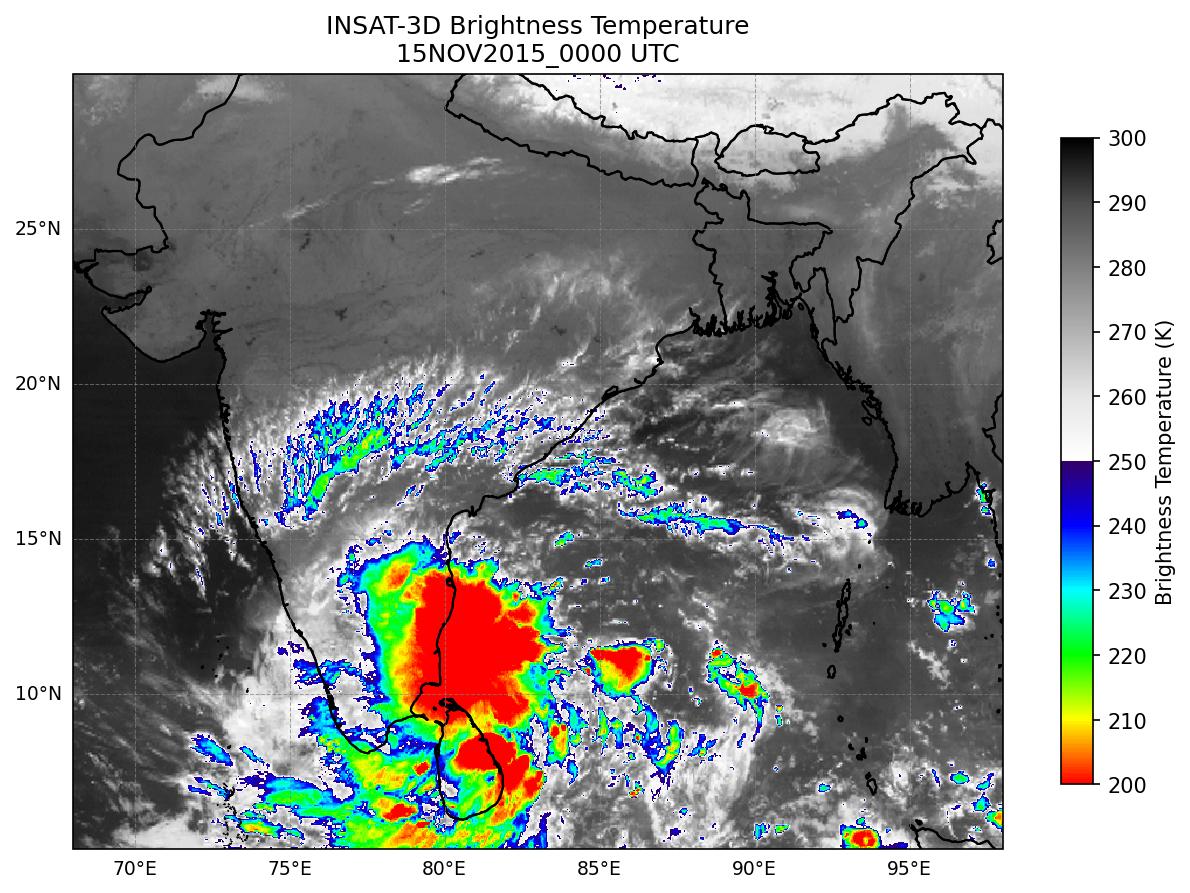 INSAT-3D Brightness Temperature
15NOV2015_0000 UTC
25°N
20°N
15°N
10°N
70°E
75°E
80°E
85°E
90°E
95°E
300
290
280
270
260
250
240
230
220
210
200
Brightness Temperature (K)